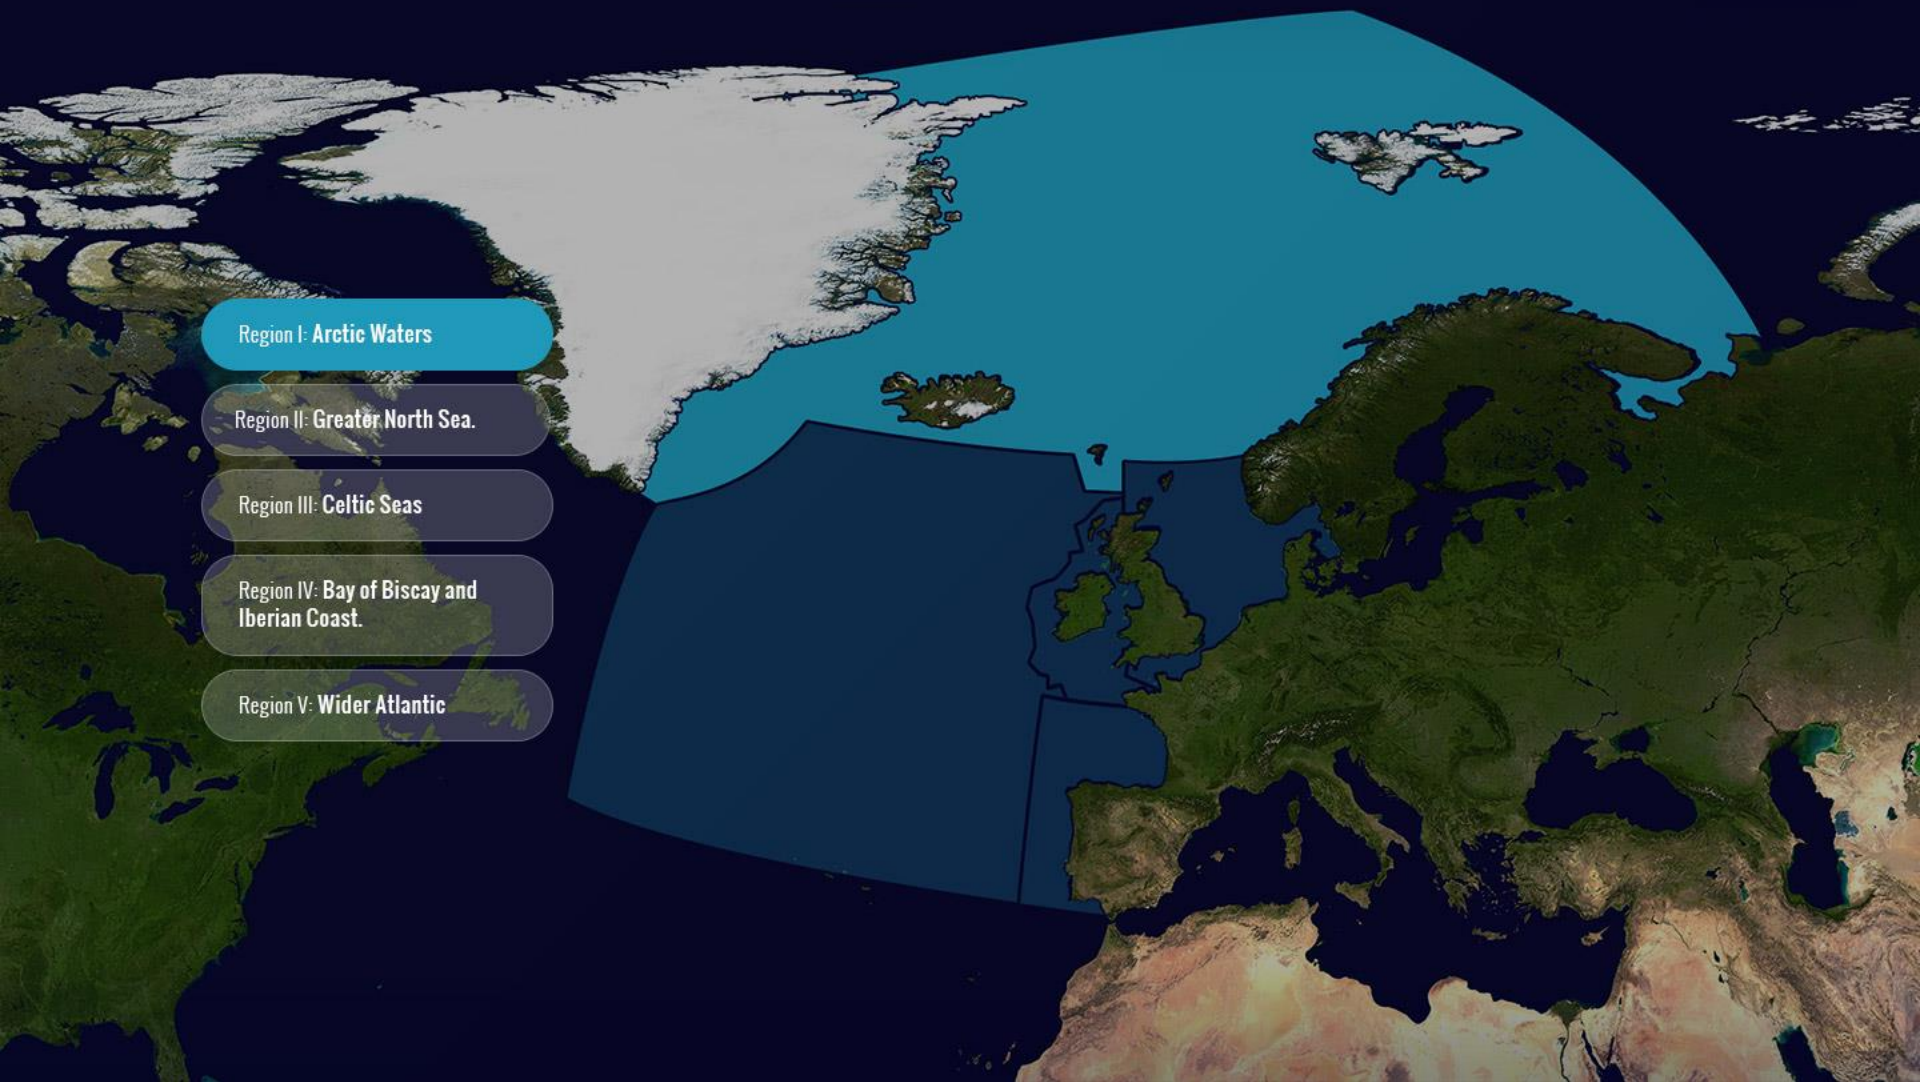 Region I: Arctic Waters
Region II: Greater North Sea.
Region III: Celtic Seas
Region IV: Bay of Biscay and
Iberian Coast.
Region V: Wider Atlantic